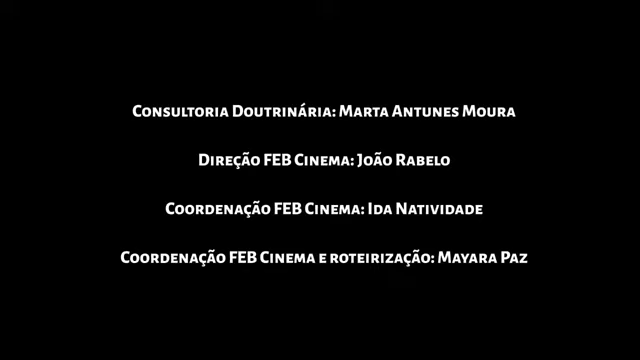 Consultoria Doutrinária: Marta Antunes Moura
Direção FEB Cinema: João Rabelo
Coordenação FEB Cinema: Ida Natividade
Coordenação FEB Cinema e roteirização: Mayara Paz